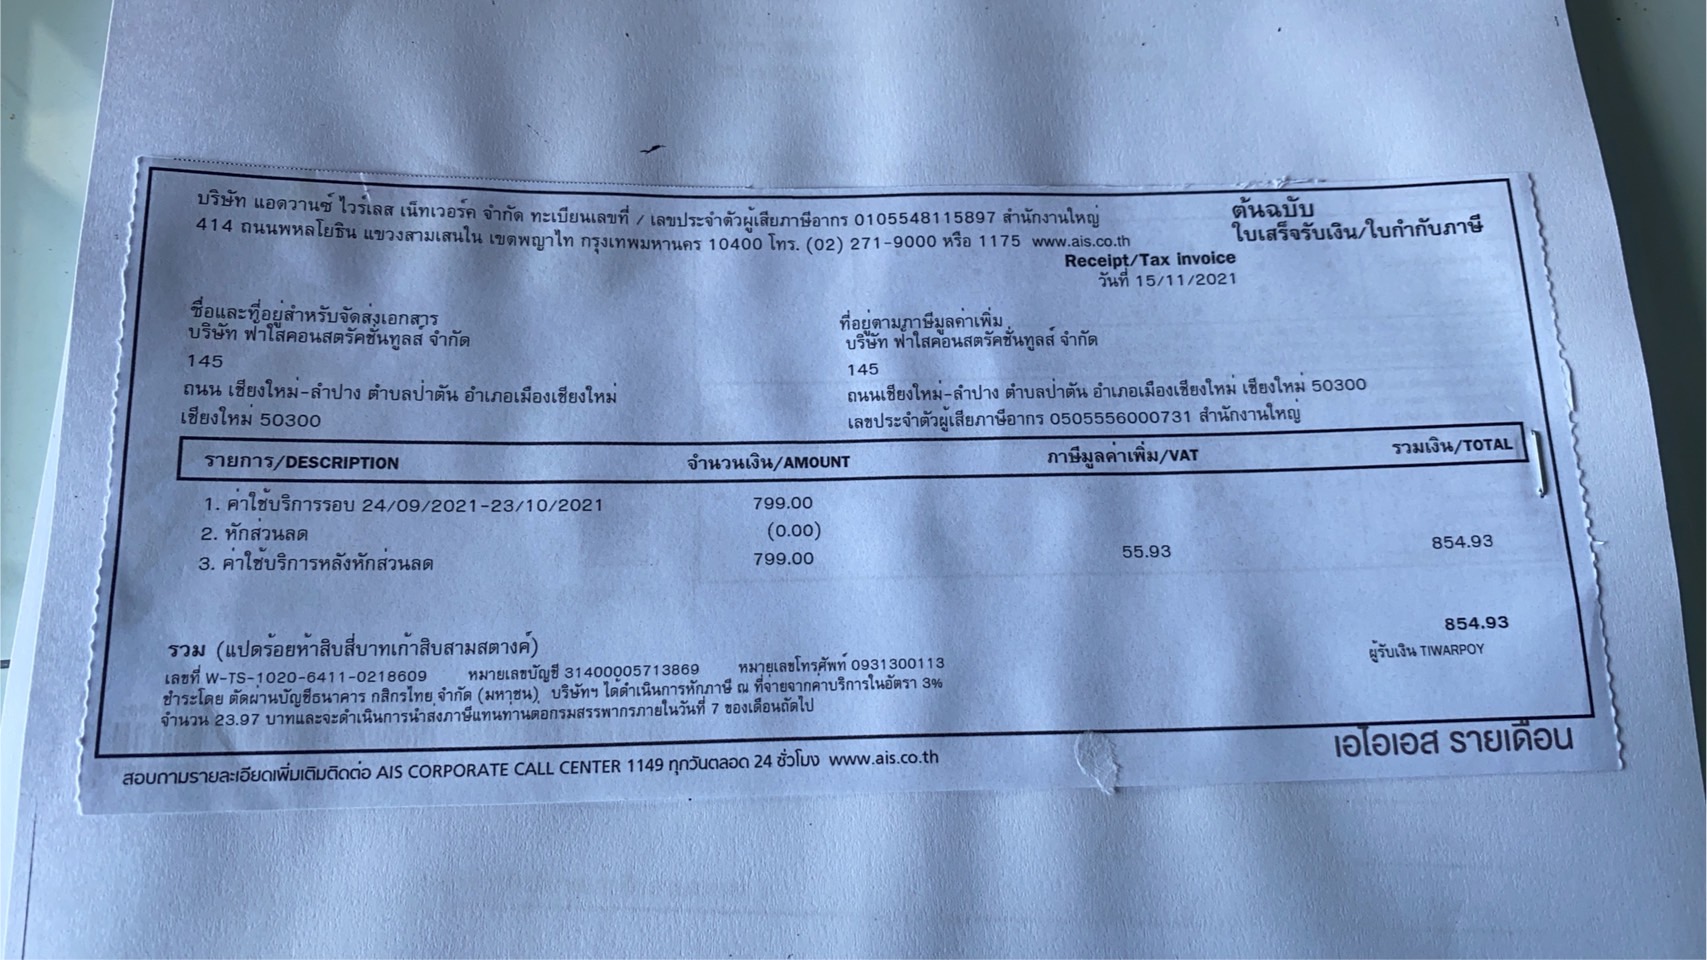 บริษัท แอดวานซ์ ไวร์เลส เน็ทเวอร์ค จำกัด ทะเบียนเลขที่ / เลขประจำตัวผู้เสียภาษีอากร 0105548115897 สำนักงานใหญ่
414 ถนนพหลโยธิน แขวงสามเสนใน เขตพญาไท กรุงเทพมหานคร 10400 โทร. (02) 271-9000 หรือ 1175 www.ais.co.th
ต้นฉบับ
ใบเสร็จรับเงิน/ใบกำกับภาษี
Receipt/Tax invoice
วันที่ 15/11/2021
ชื่อและที่อยู่สำหรับจัดส่งเอกสาร
บริษัท ฟ้าใสคอนสตรัคชั่นทูลส์ จำกัด
145
ถนน เชียงใหม่-ลำปาง ตำบลป่าตัน อำเภอเมืองเชียงใหม่
เชียงใหม่ 50300
ที่อยู่ตามภาษีมูลค่าเพิ่ม
บริษัท ฟ้าใสคอนสตรัคชั่นทูลส์ จำกัด
145
ถนนเชียงใหม่-ลำปาง ตำบลป่าตัน อำเภอเมืองเชียงใหม่ เชียงใหม่ 50300
เลขประจำตัวผู้เสียภาษีอากร 0505556000731 สำนักงานใหญ่
รายการ/DESCRIPTION จำนวนเงิน/AMOUNT ภาษีมูลค่าเพิ่ม/VAT รวมเงิน/TOTAL
1. ค่าใช้บริการรอบ 24/09/2021-23/10/2021 799.00
2. หักส่วนลด (0.00)
3. ค่าใช้บริการหลังหักส่วนลด 799.00 55.93 854.93
รวม (แปดร้อยห้าสิบสี่บาทเก้าสิบสามสตางค์) 854.93
เลขที่ W-TS-1020-6411-0218609 หมายเลขบัญชี 31400005713869 หมายเลขโทรศัพท์ 0931300113 ผู้รับเงิน TIWARPOY
ชำระโดย ตัดผ่านบัญชีธนาคาร กสิกรไทย จำกัด (มหาชน) บริษัทฯ ได้ดำเนินการหักภาษี ณ ที่จ่ายจากค่าบริการในอัตรา 3%
จำนวน 23.97 บาทและจะดำเนินการนำส่งภาษีแทนท่านต่อกรมสรรพากรภายในวันที่ 7 ของเดือนถัดไป
เอไอเอส รายเดือน
สอบถามรายละเอียดเพิ่มเติมติดต่อ AIS CORPORATE CALL CENTER 1149 ทุกวันตลอด 24 ชั่วโมง www.ais.co.th